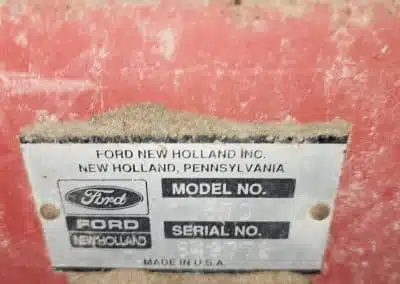 FORD NEW HOLLAND INC.
NEW HOLLAND, PENNSYLVANIA
Ford
MODEL NO.
FORD
NEW HOLLAND
SERIAL NO.
MADE IN U.S.A.